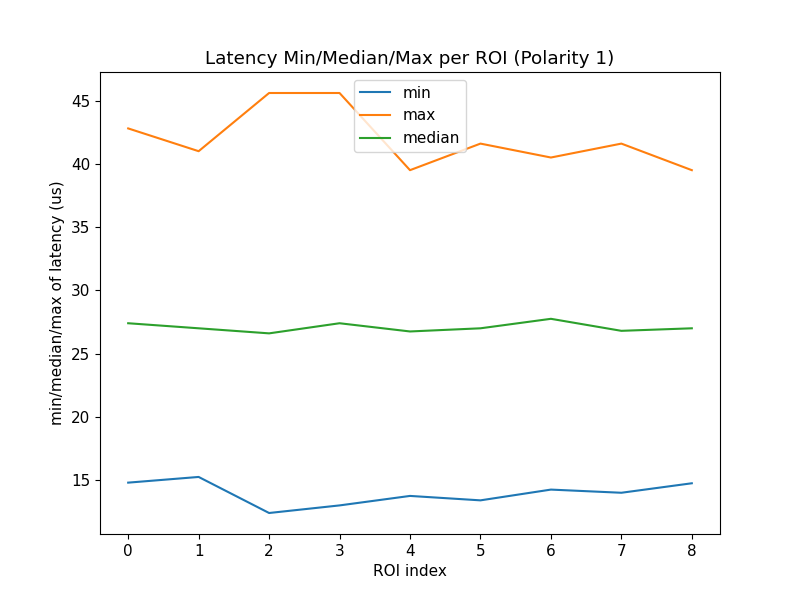 Latency Min/Median/Max per ROI (Polarity 1)
min
max
median
45
40
35
30
25
20
15
min/median/max of latency (us)
0 1 2 3 4 5 6 7 8
ROI index